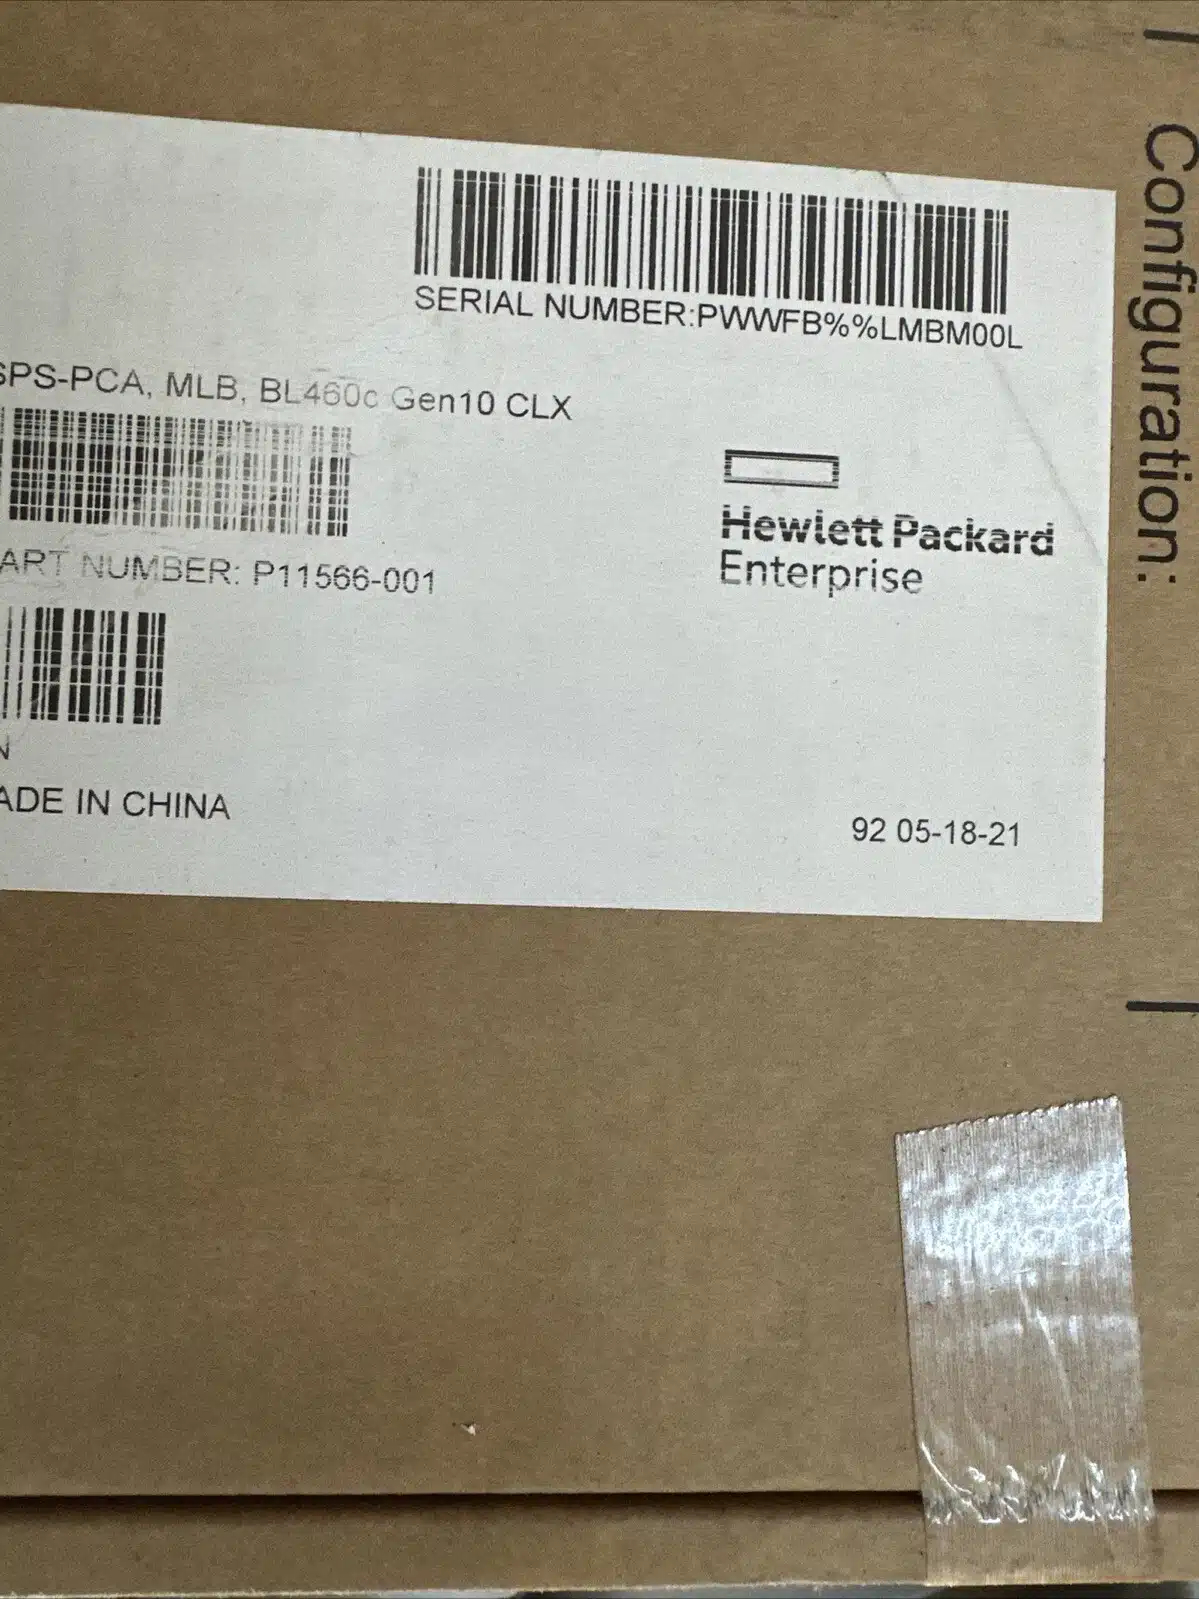 SERIAL NUMBER:PWWFB%%LMBM00L
SPS-PCA, MLB, BL460c Gen10 CLX
ART NUMBER: P11566-001
Hewlett Packard
Enterprise
N
ADE IN CHINA
92 05-18-21
Configuration: